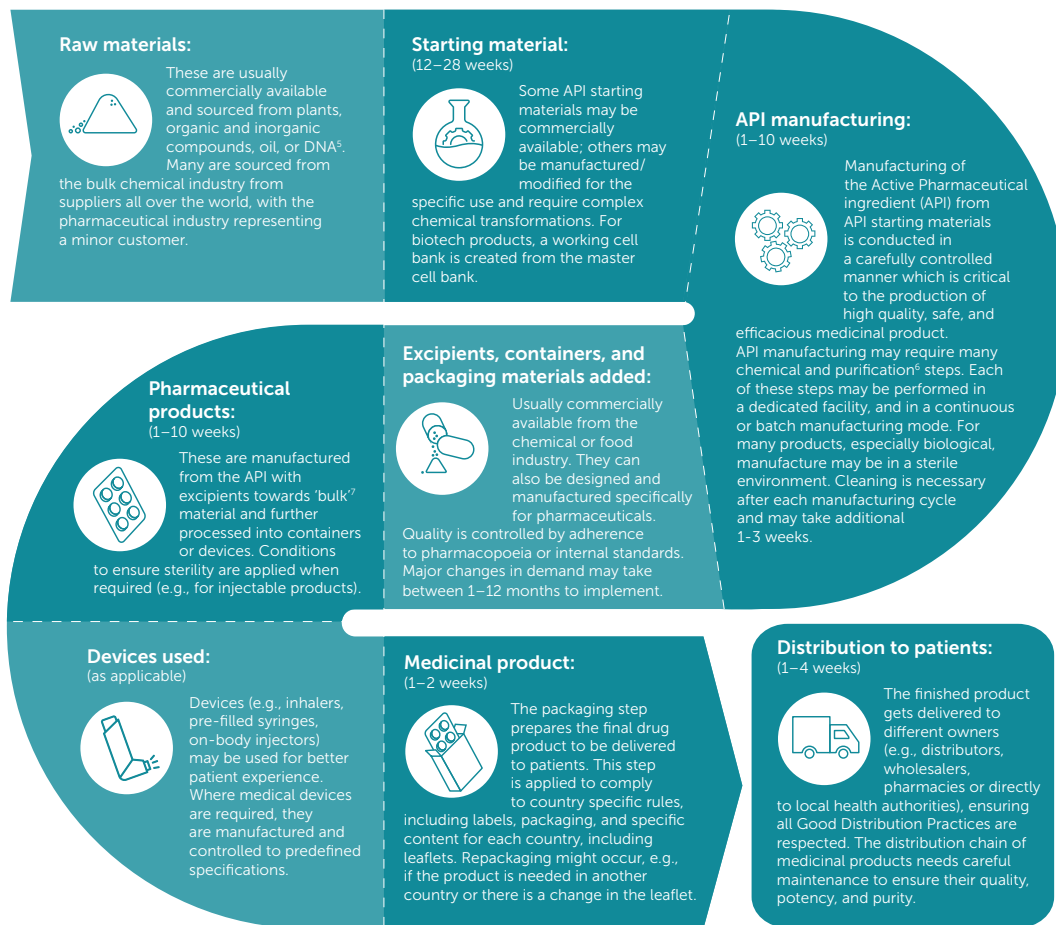 Raw materials:
These are usually
commercially available
and sourced from plants,
organic and inorganic
compounds, oil, or DNA⁵.
Many are sourced from
the bulk chemical industry from
suppliers all over the world, with the
pharmaceutical industry representing
a minor customer.
Starting material:
(12–28 weeks)
Some API starting
materials may be
commercially
available; others may
be manufactured/
modified for the
specific use and require complex
chemical transformations. For
biotech products, a working cell
bank is created from the master
cell bank.
API manufacturing:
(1–10 weeks)
Manufacturing of
the Active Pharmaceutical
ingredient (API) from
API starting materials
is conducted in
a carefully controlled
manner which is critical
to the production of
high quality, safe, and
efficacious medicinal product.
API manufacturing may require many
chemical and purification⁶ steps. Each
of these steps may be performed in
a dedicated facility, and in a continuous
or batch manufacturing mode. For
many products, especially biological,
manufacture may be in a sterile
environment. Cleaning is necessary
after each manufacturing cycle
and may take additional
1-3 weeks.
Excipients, containers, and
packaging materials added:
Usually commercially
available from the
chemical or food
industry. They can
also be designed and
manufactured specifically
for pharmaceuticals.
Quality is controlled by adherence
to pharmacopoeia or internal standards.
Major changes in demand may take
between 1–12 months to implement.
Pharmaceutical
products:
(1–10 weeks)
These are manufactured
from the API with
excipients towards ‘bulk’⁷
material and further
processed into containers
or devices. Conditions
to ensure sterility are applied when
required (e.g., for injectable products).
Devices used:
(as applicable)
Devices (e.g., inhalers,
pre-filled syringes,
on-body injectors)
may be used for better
patient experience.
Where medical devices
are required, they
are manufactured and
controlled to predefined
specifications.
Medicinal product:
(1–2 weeks)
The packaging step
prepares the final drug
product to be delivered
to patients. This step
is applied to comply
to country specific rules,
including labels, packaging, and specific
content for each country, including
leaflets. Repackaging might occur, e.g.,
if the product is needed in another
country or there is a change in the leaflet.
Distribution to patients:
(1–4 weeks)
The finished product
gets delivered to
different owners
(e.g., distributors,
wholesalers,
pharmacies or directly
to local health authorities), ensuring
all Good Distribution Practices are
respected. The distribution chain of
medicinal products needs careful
maintenance to ensure their quality,
potency, and purity.